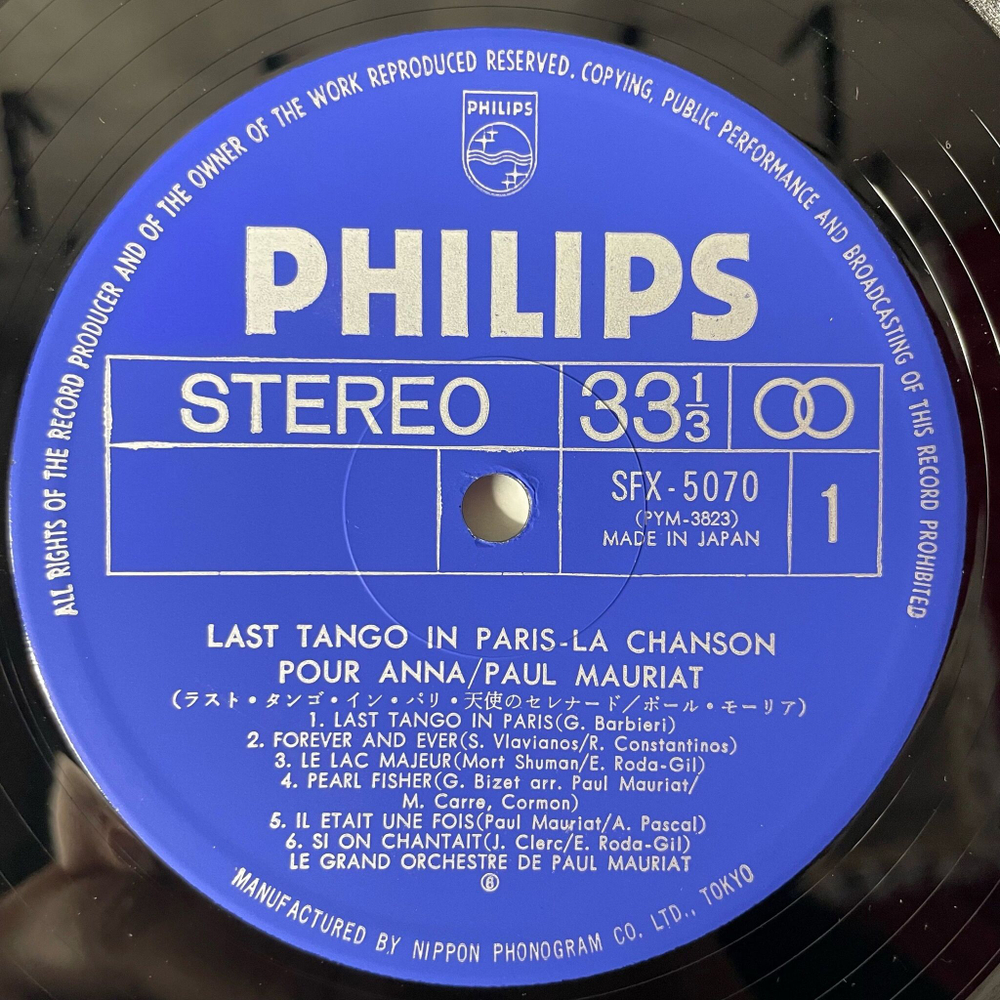 ALL RIGHTS OF THE RECORD PRODUCER AND OF THE OWNER OF THE WORK REPRODUCED RESERVED. COPYING, PUBLIC PERFORMANCE AND BROADCASTING OF THIS RECORD PROHIBITED
PHILIPS
PHILIPS
STEREO
33 1/3
SFX-5070
(PYM-3823)
MADE IN JAPAN
1
LAST TANGO IN PARIS-LA CHANSON
POUR ANNA/PAUL MAURIAT
(ラスト・タンゴ・イン・パリ・天使のセレナード/ポール・モーリア)
1. LAST TANGO IN PARIS(G. Barbieri)
2. FOREVER AND EVER(S. Vlavianos/R. Constantinos)
3. LE LAC MAJEUR(Mort Shuman/E. Roda-Gil)
4. PEARL FISHER(G. Bizet arr. Paul Mauriat/
M. Carre, Cormon)
5. IL ETAIT UNE FOIS(Paul Mauriat/A. Pascal)
6. SI ON CHANTAIT(J. Clerc/E. Roda-Gil)
LE GRAND ORCHESTRE DE PAUL MAURIAT
MANUFACTURED BY NIPPON PHONOGRAM CO. LTD., TOKYO